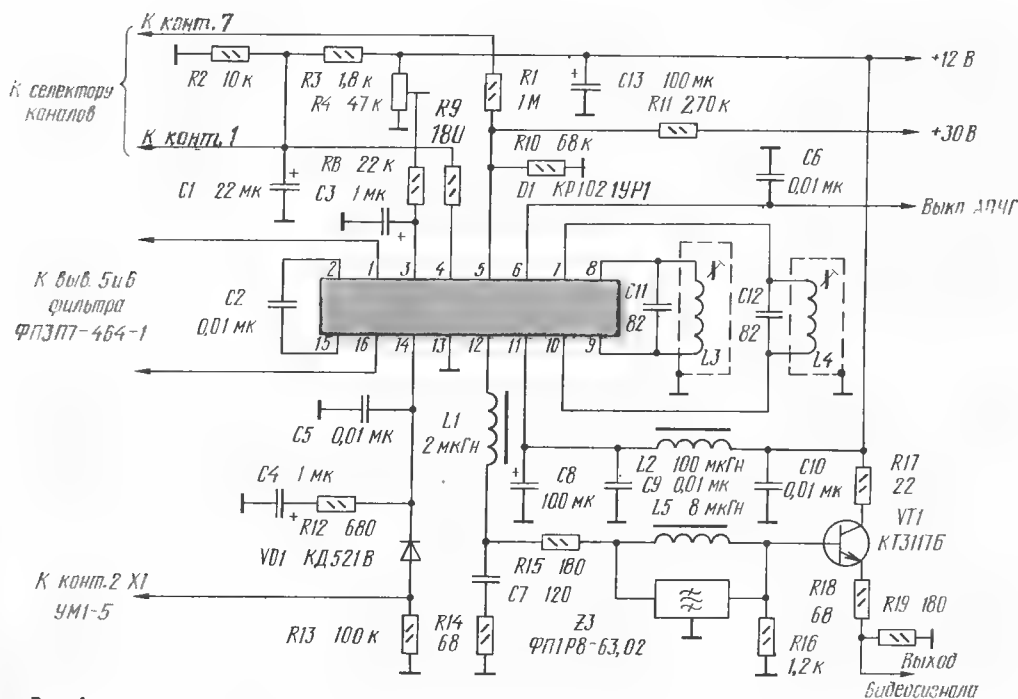 К конт. 7
+12 В
R2 10 к
R3 1,8 к
R4 47 к
R1
1 М
C13 100 мк
R11 270 к
К селектору
каналов
R9
180
+30 В
К конт. 1
R10 68 к
C6
0,01 мк
C1 22 мк
R8 22 к
C3 1 мк
D1 КР1021УР1
Выкл АПЧГ
К выв. 5 и 6
фильтра
ФП3П7-464-1
C2
0,01 мк
2 1 3 4 5 6 7 8
15 16 14 13 12 11 10 9
C11
82
L3
C12
82
L4
C5 0,01 мк
L1
2 мкГн
C4 1 мк
R12 680
C8
100 мк
L2 100 мкГн
C9 0,01 мк
L5 8 мкГн
C10
0,01 мк
R17
22
VT1
КТ3117Б
VD1 КД521В
К конт. 2 X1
УМ1-5
R15 180
C7 120
R18
68
R19 180
R13 100 к
R14
68
Z3
ФП1Р8-63,02
R16
1,2 к
Выход
видеосигнала